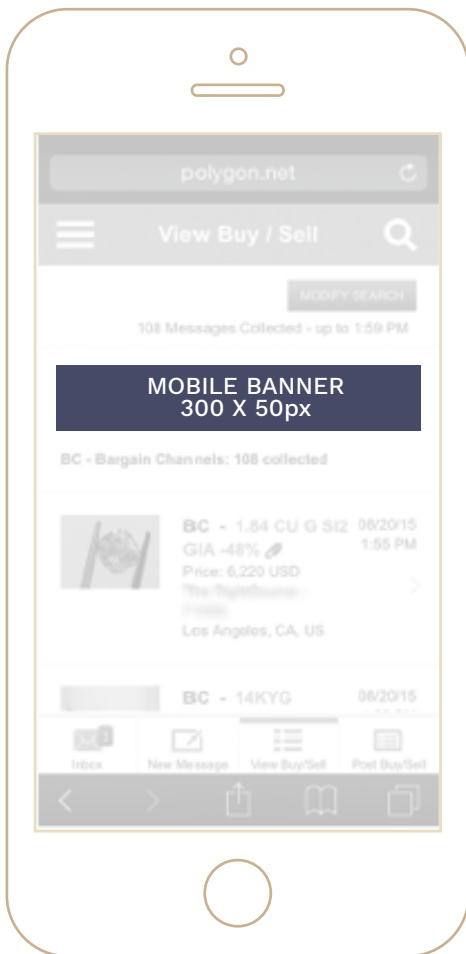 polygon.net
View Buy / Sell
MODIFY SEARCH
108 Messages Collected - up to 1:59 PM
MOBILE BANNER
300 X 50px
BC - Bargain Channels: 108 collected
BC - 1.84 CU G SI2 08/20/15
GIA -48% 1:55 PM
Price: 6,220 USD
Los Angeles, CA, US
BC - 14KYG 08/20/15
Inbox New Message View Buy/Sell Post Buy/Sell